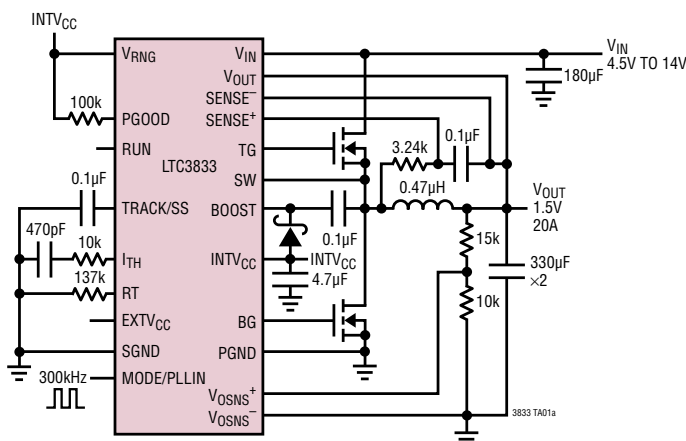 INTVCC
VRNG
VIN
VIN
4.5V TO 14V
VOUT
180µF
SENSE–
100k
PGOOD
SENSE+
0.1µF
3.24k
RUN
TG
LTC3833
SW
0.47µH
0.1µF
TRACK/SS
BOOST
VOUT
1.5V
20A
470pF
10k
0.1µF
15k
ITH
INTVCC
INTVCC
330µF
×2
137k
4.7µF
RT
10k
EXTVCC
BG
SGND
PGND
300kHz
MODE/PLLIN
VOSNS+
VOSNS–
3833 TA01a